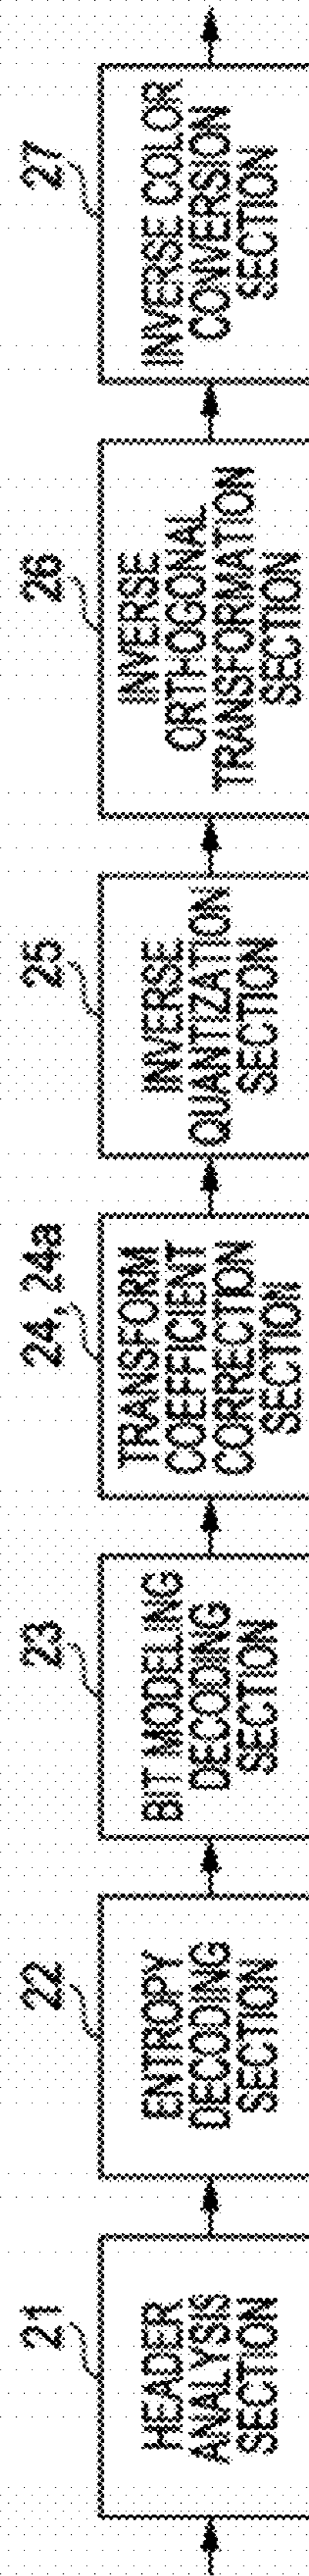 21
HEADER
ANALYSIS
SECTION
22
ENTROPY
DECODING
SECTION
23
BIT MODELING
DECODING
SECTION
24, 24a
TRANSFORM
COEFFICIENT
CORRECTION
SECTION
25
INVERSE
QUANTIZATION
SECTION
26
INVERSE
ORTHOGONAL
TRANSFORMATION
SECTION
27
INVERSE COLOR
CONVERSION
SECTION